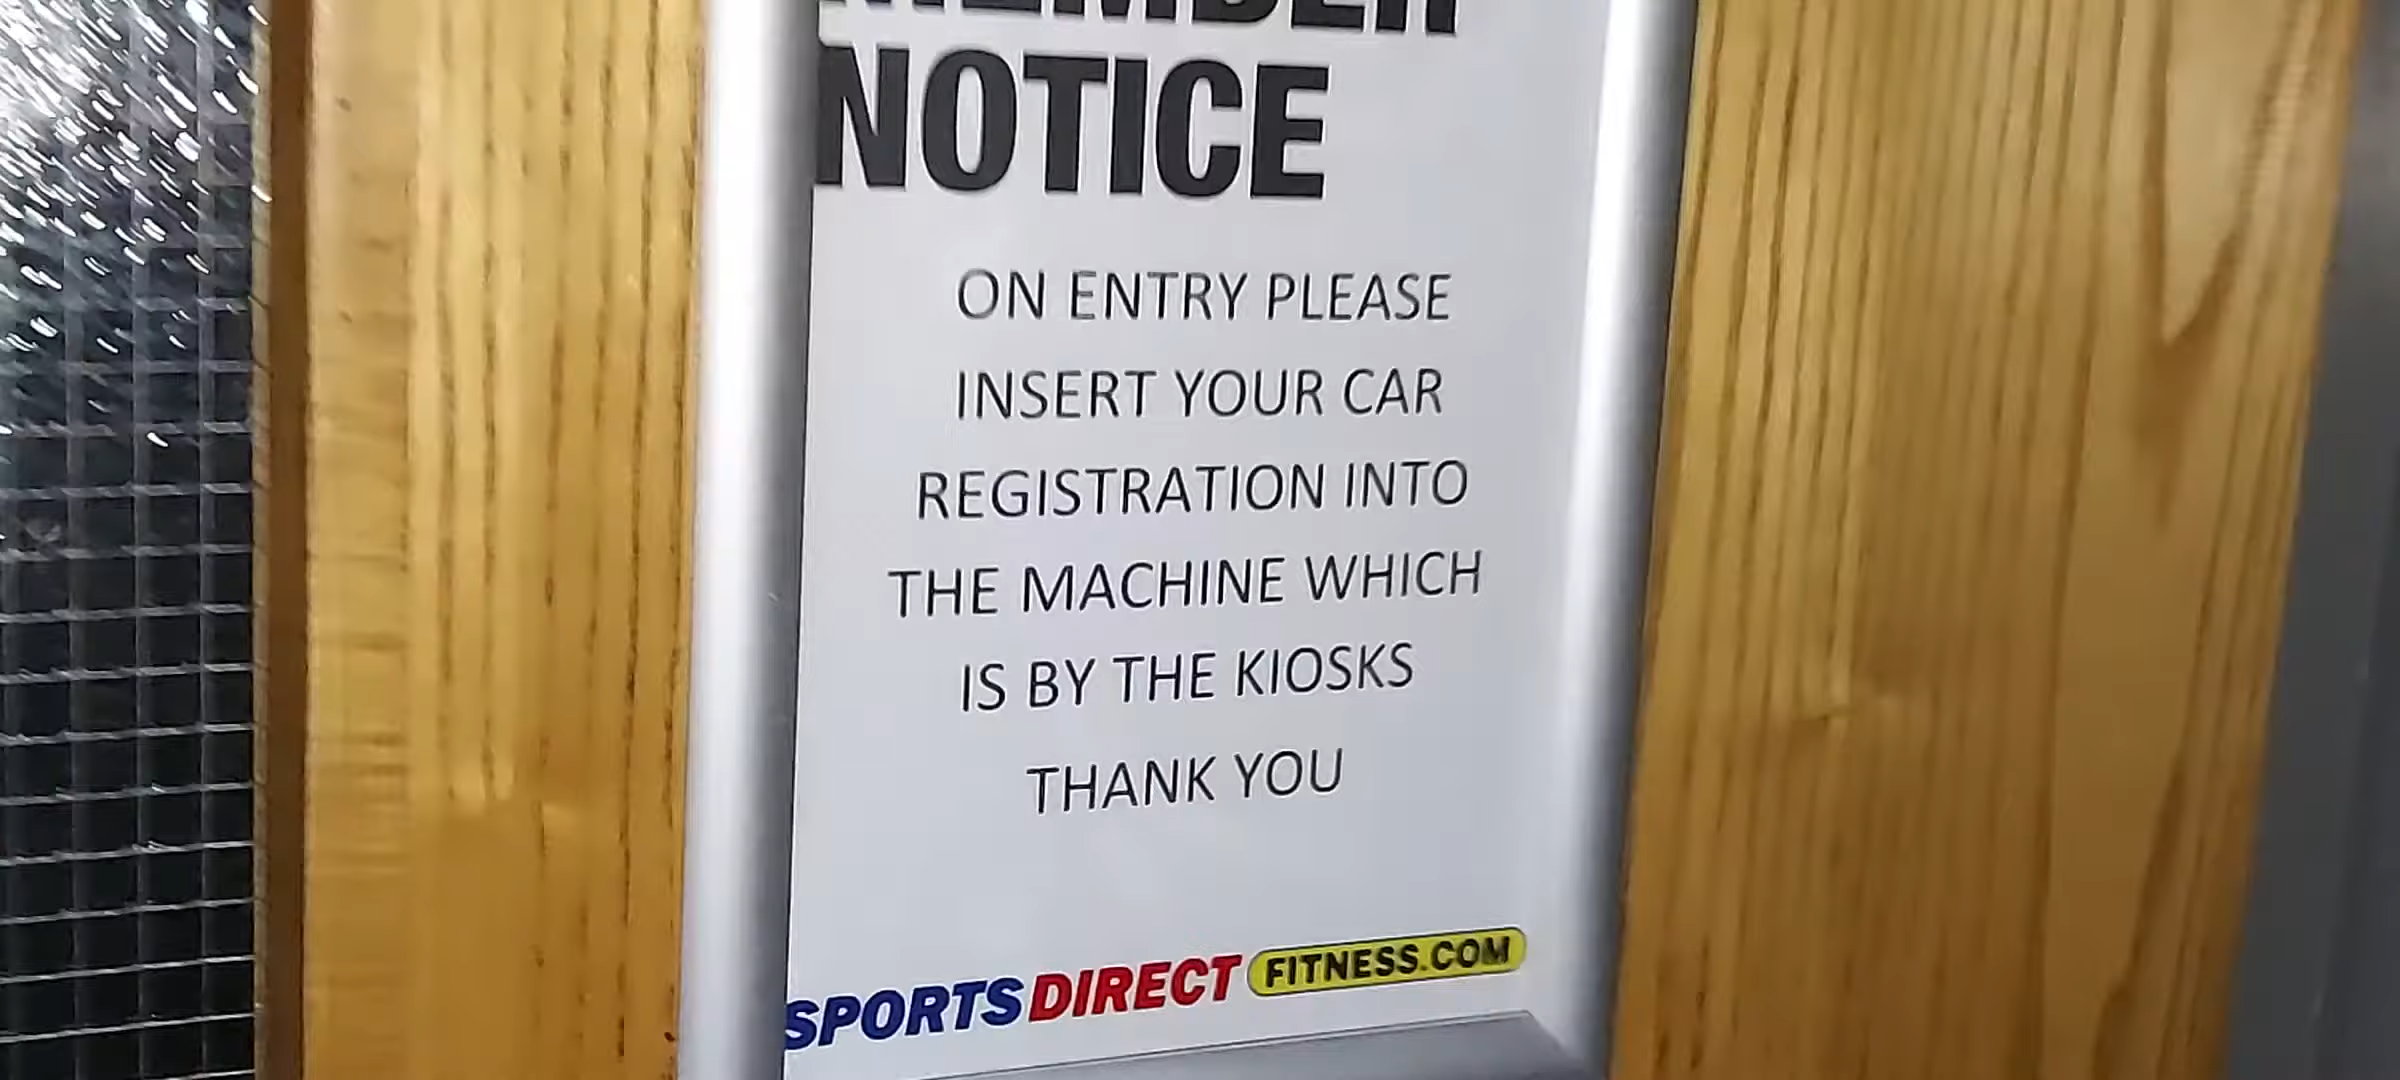 MEMBER
NOTICE
ON ENTRY PLEASE
INSERT YOUR CAR
REGISTRATION INTO
THE MACHINE WHICH
IS BY THE KIOSKS
THANK YOU
SPORTSDIRECT FITNESS.COM